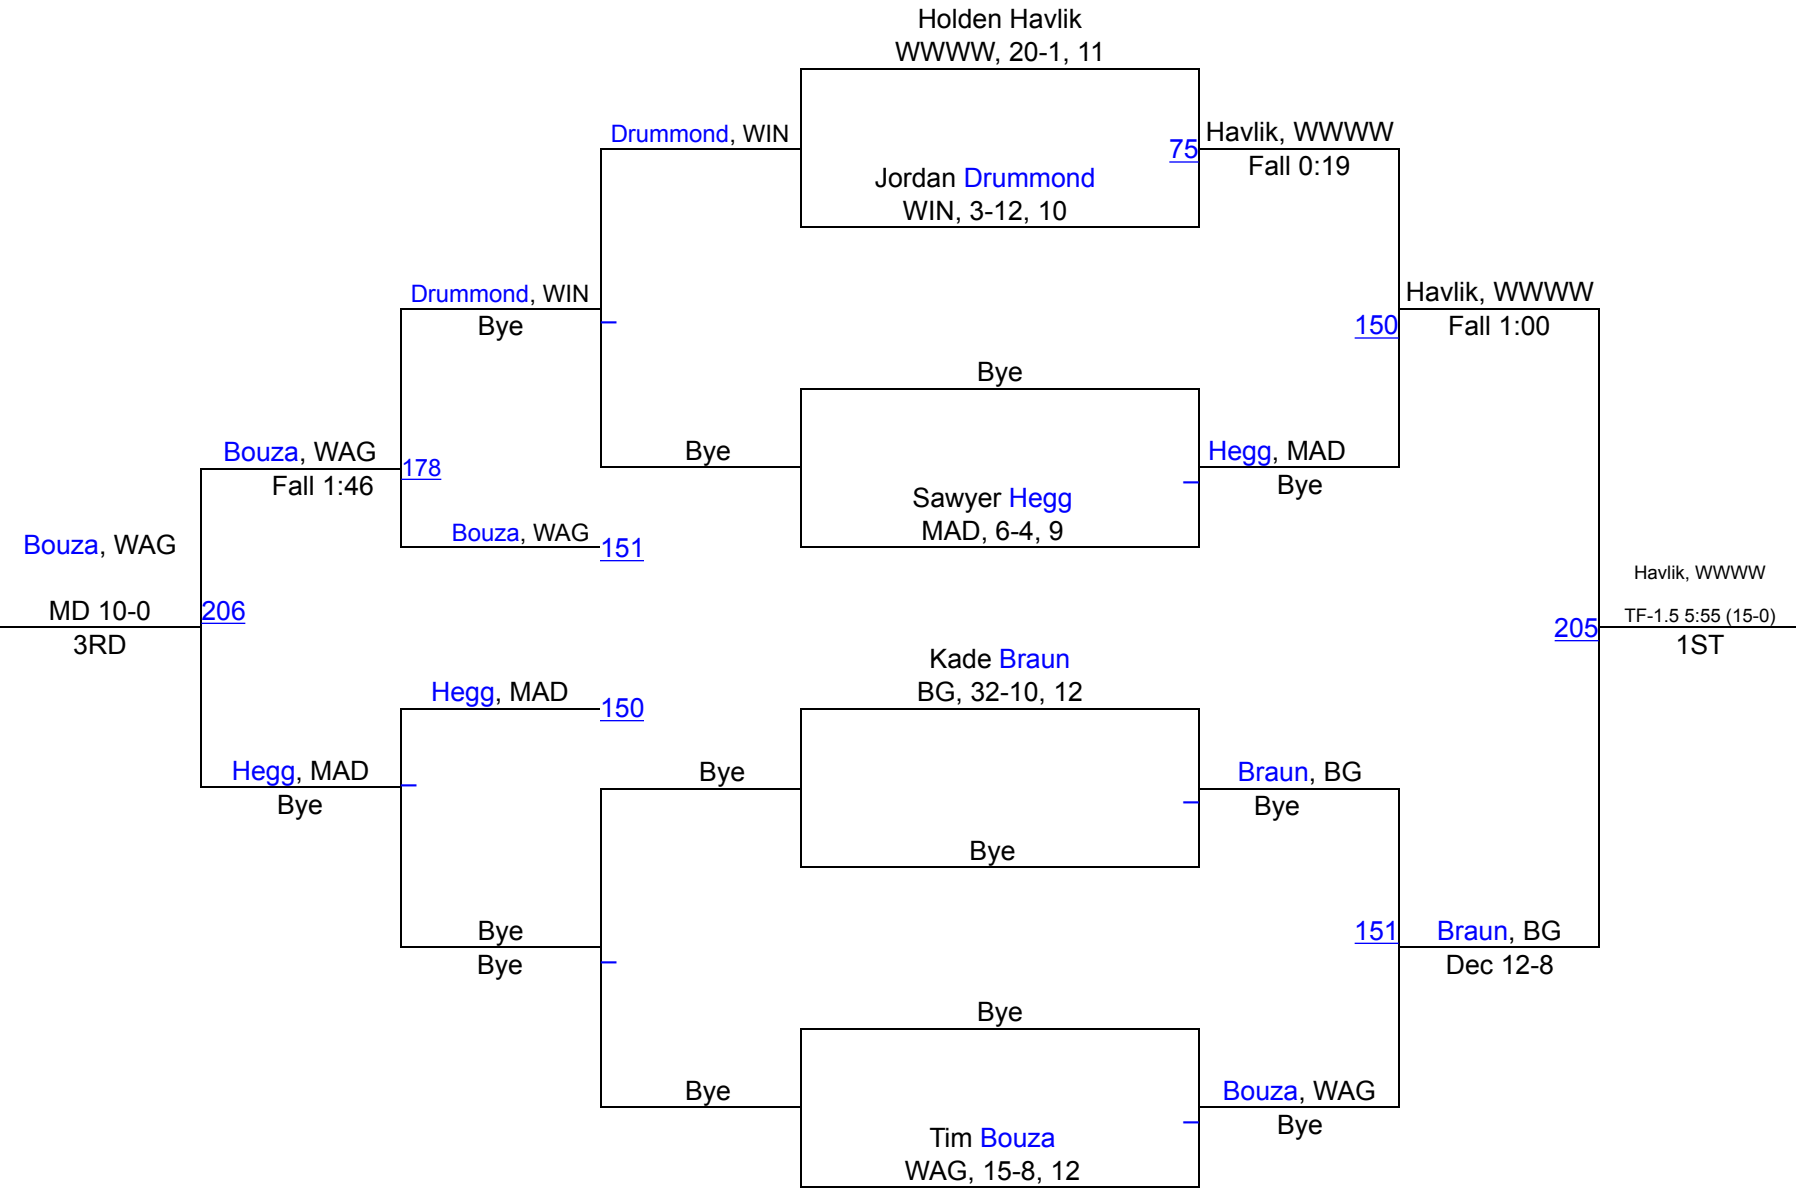 Holden Havlik
WWWW, 20-1, 11
Drummond, WIN
75
Havlik, WWWW
Fall 0:19
Jordan Drummond
WIN, 3-12, 10
Drummond, WIN
Bye
150
Havlik, WWWW
Fall 1:00
Bye
Bouza, WAG
Fall 1:46
178
Bye
Hegg, MAD
Bye
Sawyer Hegg
MAD, 6-4, 9
Bouza, WAG
151
Bouza, WAG
MD 10-0
3RD
206
Havlik, WWWW
TF-1.5 5:55 (15-0)
1ST
205
Kade Braun
BG, 32-10, 12
Hegg, MAD
150
Hegg, MAD
Bye
Bye
Braun, BG
Bye
Bye
Bye
Bye
151
Braun, BG
Dec 12-8
Bye
Bye
Bouza, WAG
Bye
Tim Bouza
WAG, 15-8, 12